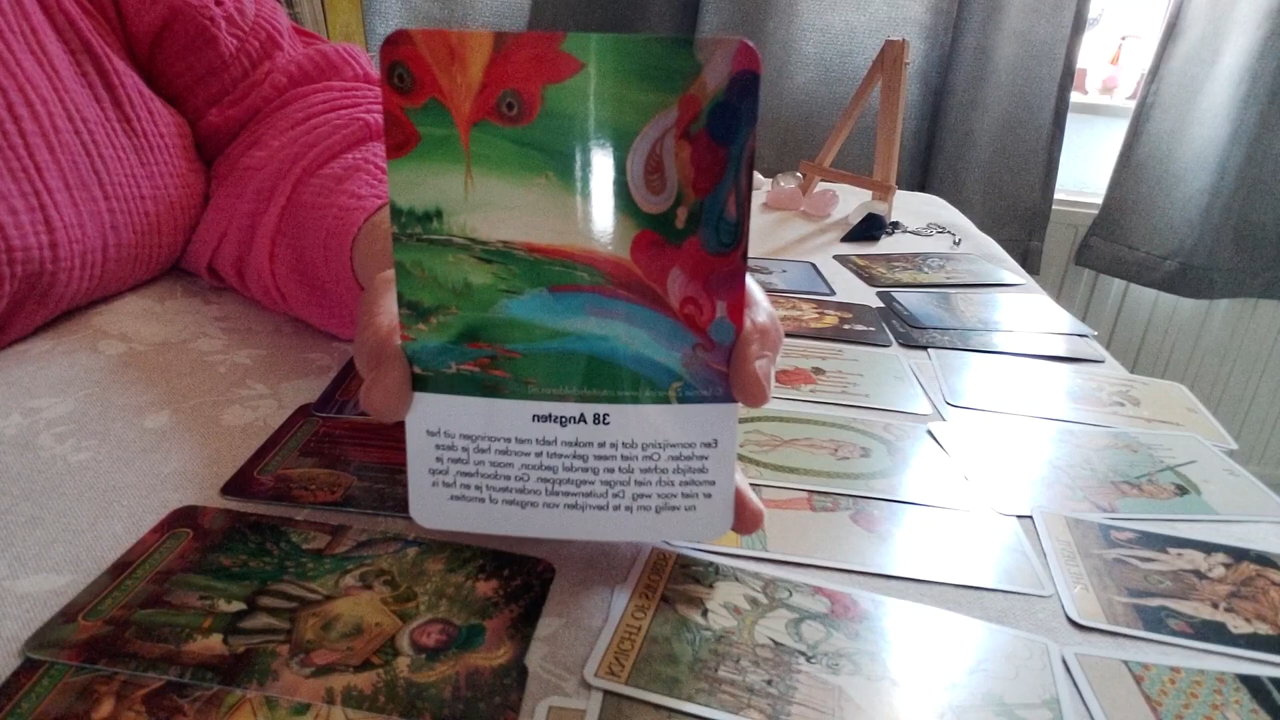 38 Angsten
Een aanwijzing dat je te maken hebt met ervaringen uit het
verleden. Om niet meer gekwetst te worden heb je deze
destijds achter slot en grendel gedaan, maar nu laten je
emoties zich niet langer wegstoppen. Ga erdoorheen, loop
er niet voor weg. De buitenwereld ondersteunt je en het is
nu veilig om je te bevrijden van angsten of emoties.
KNIGHT OF SWORDS